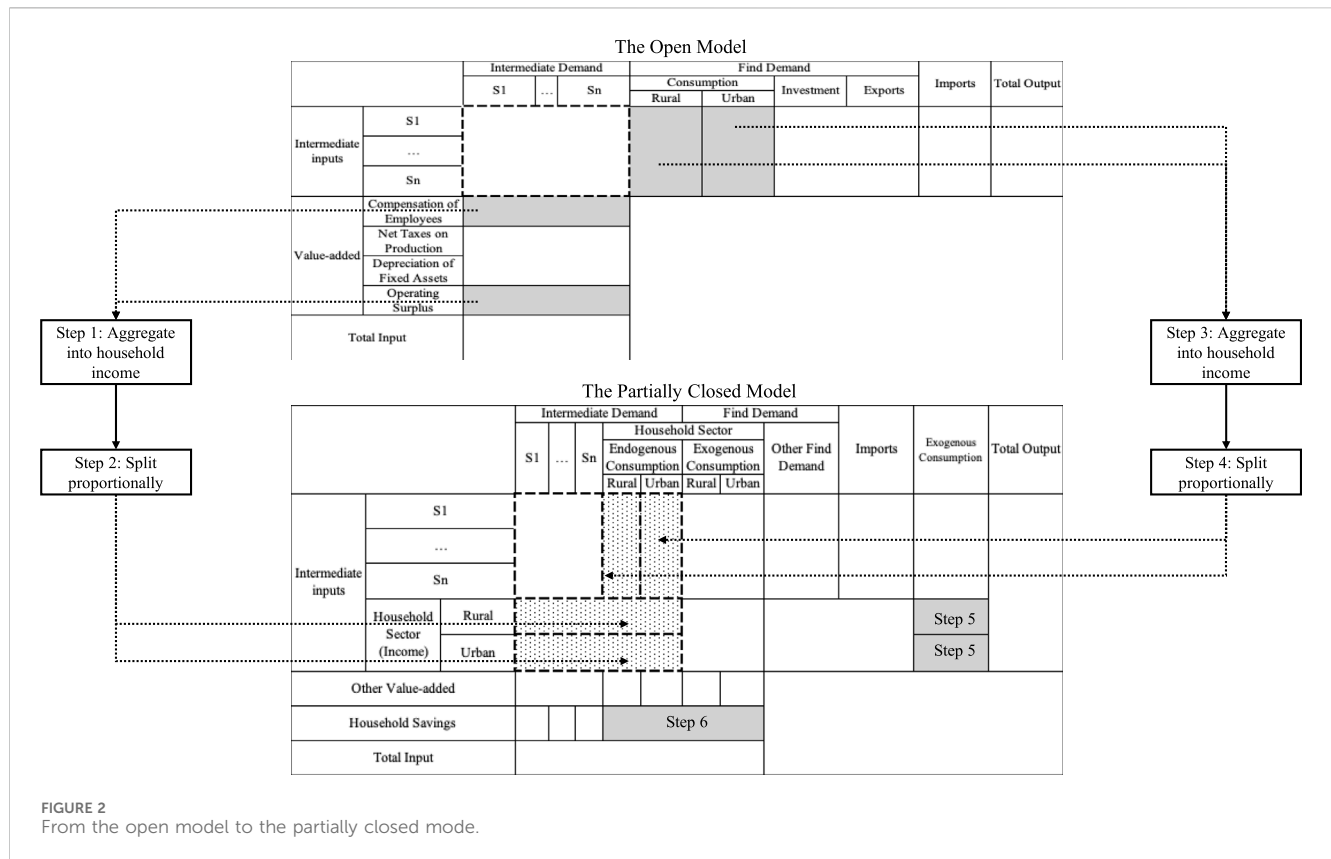 The Open Model
Intermediate Demand
Find Demand
S1
...
Sn
Consumption
Rural
Urban
Investment
Exports
Imports
Total Output
Intermediate
inputs
S1
...
Sn
Value-added
Compensation of
Employees
Net Taxes on
Production
Depreciation of
Fixed Assets
Operating
Surplus
Total Input
Step 1: Aggregate
into household
income
Step 2: Split
proportionally
Step 3: Aggregate
into household
income
Step 4: Split
proportionally
The Partially Closed Model
Intermediate Demand
Find Demand
S1
...
Sn
Household Sector
Endogenous
Consumption
Exogenous
Consumption
Rural
Urban
Rural
Urban
Other Find
Demand
Imports
Exogenous
Consumption
Total Output
Intermediate
inputs
S1
...
Sn
Household
Sector
(Income)
Rural
Urban
Step 5
Step 5
Other Value-added
Household Savings
Step 6
Total Input
FIGURE 2
From the open model to the partially closed mode.